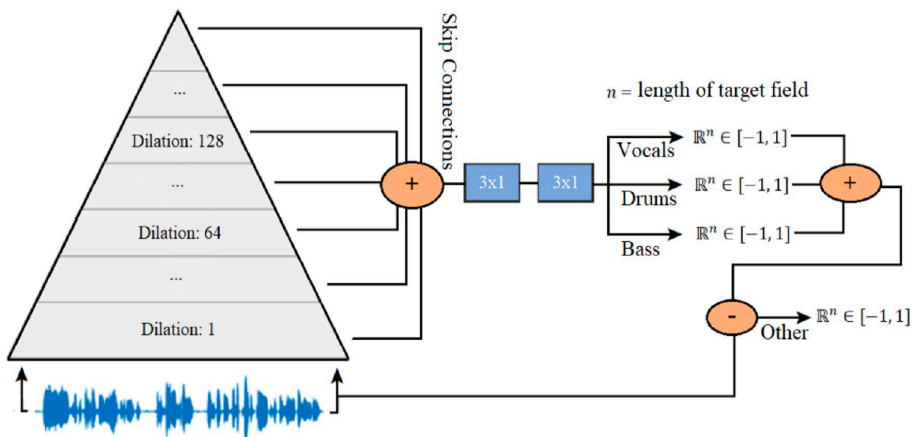 ...
Dilation: 128
...
Dilation: 64
...
Dilation: 1
Skip Connections
+
3x1
3x1
n = length of target field
Vocals
ℝⁿ ∈ [−1, 1]
Drums
ℝⁿ ∈ [−1, 1]
Bass
ℝⁿ ∈ [−1, 1]
+
-
Other
ℝⁿ ∈ [−1, 1]